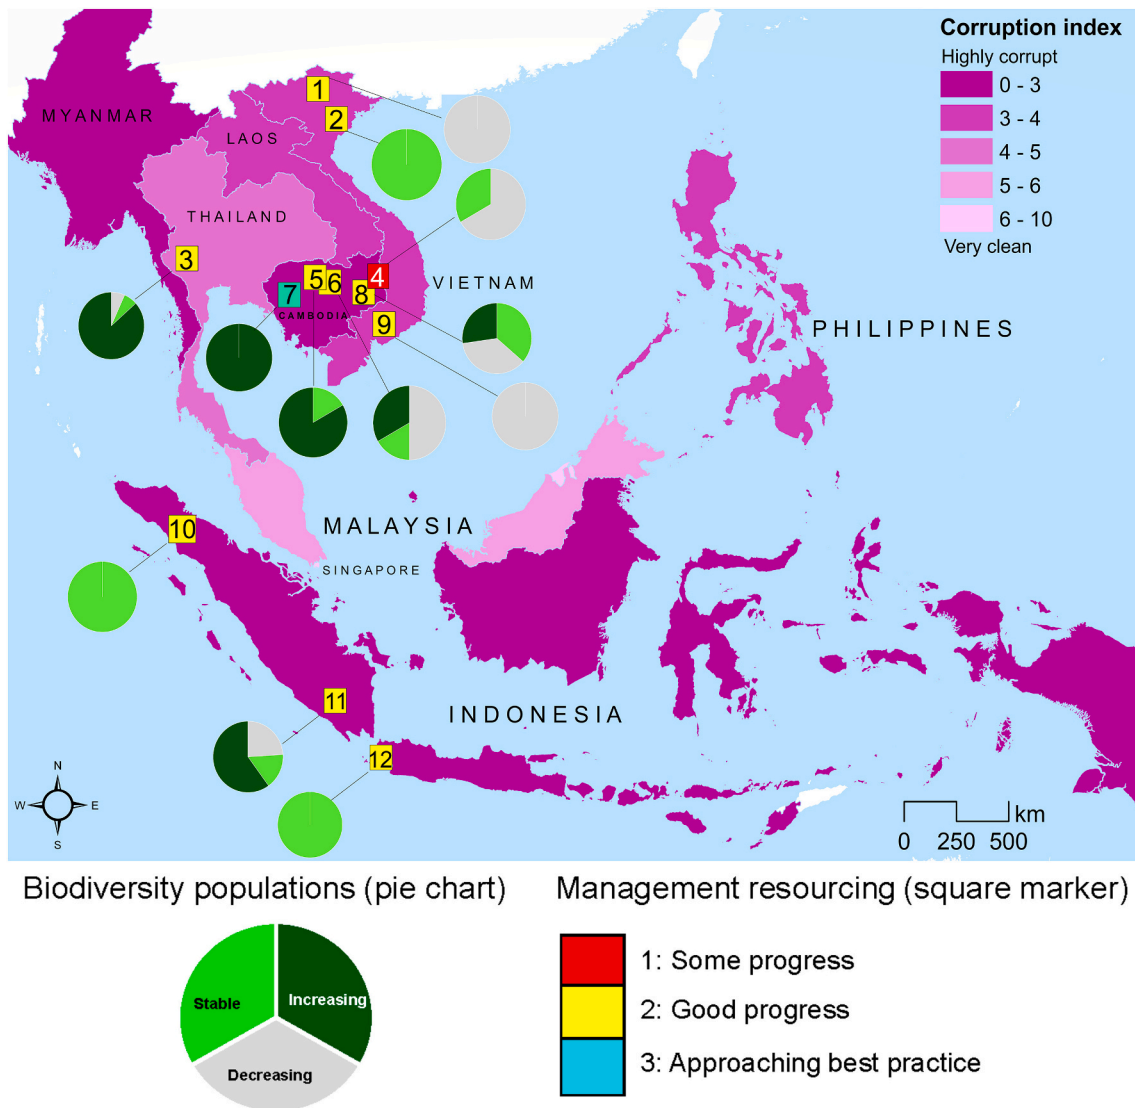 Corruption index
Highly corrupt
0 - 3
3 - 4
4 - 5
5 - 6
6 - 10
Very clean
MYANMAR
LAOS
THAILAND
VIETNAM
CAMBODIA
PHILIPPINES
MALAYSIA
SINGAPORE
INDONESIA
1
2
3
4
5
6
7
8
9
10
11
12
N
W E
S
km
0 250 500
Biodiversity populations (pie chart)
Stable
Increasing
Decreasing
Management resourcing (square marker)
1: Some progress
2: Good progress
3: Approaching best practice